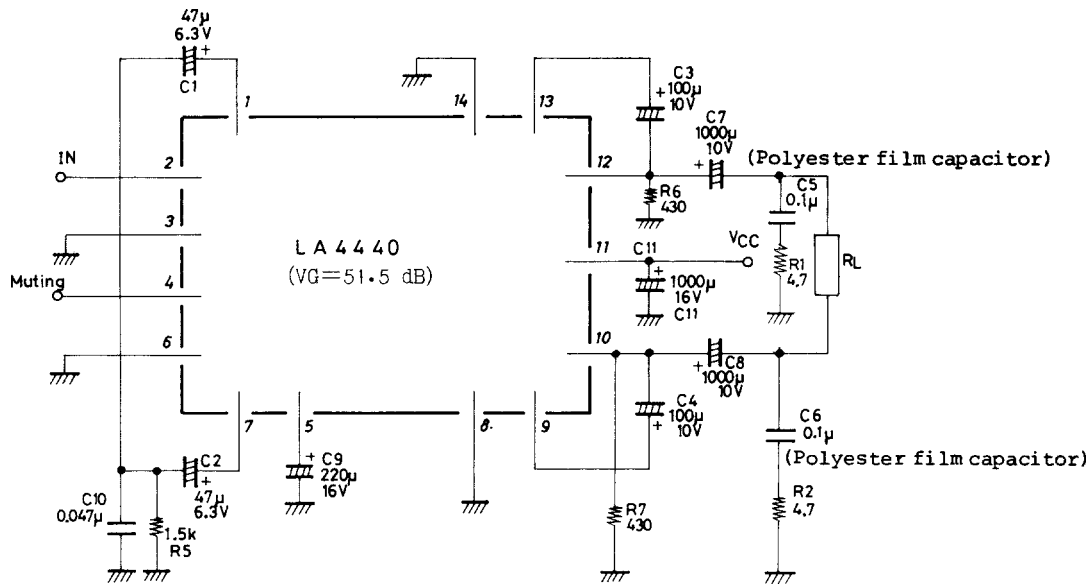 47μ
6.3V
+
C1
1
14
13
C3
+ 100μ
10V
C7
1000μ
10V
+
(Polyester film capacitor)
IN
2
12
R6
430
C5
0.1μ
3
LA4440
(VG=51.5 dB)
11
C11
VCC
+
1000μ
16V
C11
R1
4.7
RL
Muting
4
6
10
+
C8
1000μ
10V
C4
100μ
10V
+
7
5
8.
9
C6
0.1μ
(Polyester film capacitor)
C2
+
47μ
6.3V
+ C9
220μ
16V
C10
0.047μ
1.5k
R5
R7
430
R2
4.7